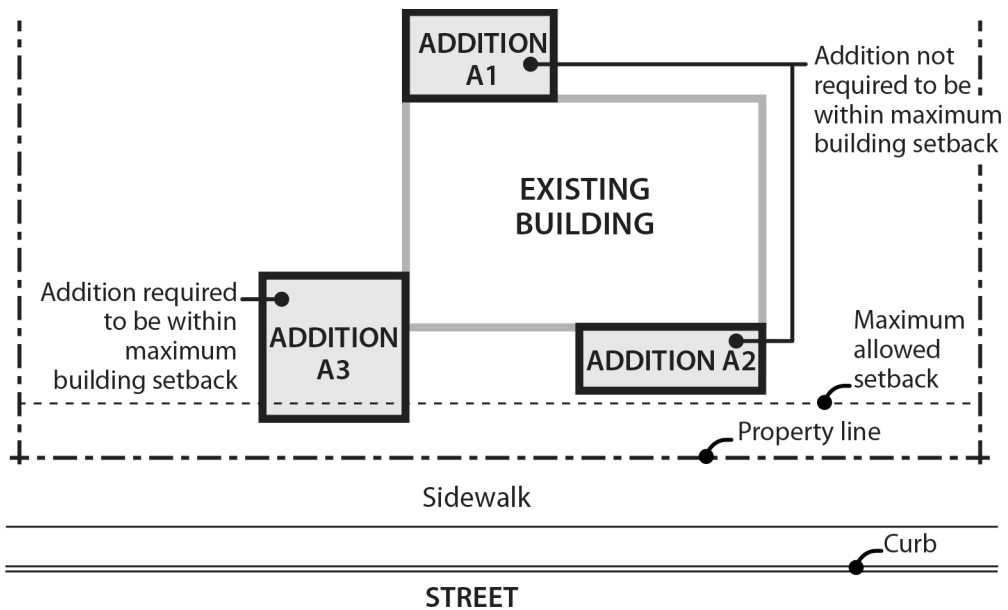 ADDITION
A1
Addition not
required to be
within maximum
building setback
EXISTING
BUILDING
Addition required
to be within
maximum
building setback
ADDITION
A3
ADDITION A2
Maximum
allowed
setback
Property line
Sidewalk
Curb
STREET